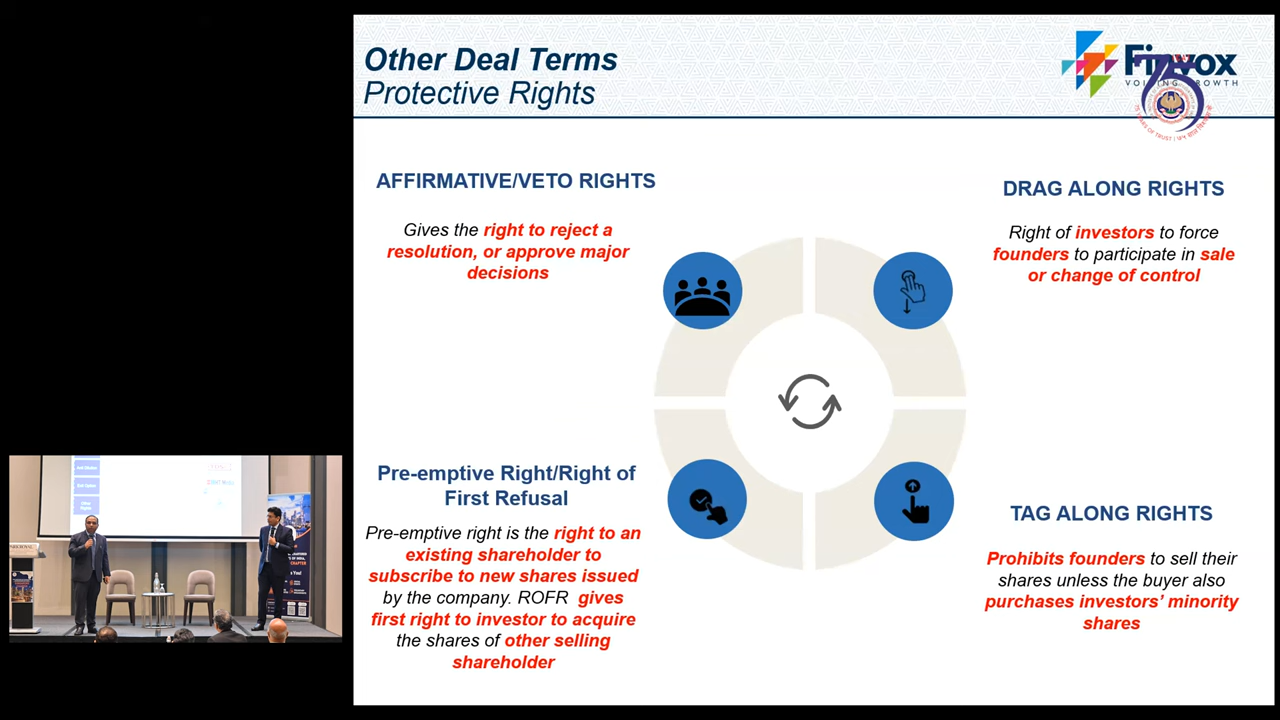 Other Deal Terms
Protective Rights
Finvox
75
AFFIRMATIVE/VETO RIGHTS
Gives the right to reject a
resolution, or approve major
decisions
DRAG ALONG RIGHTS
Right of investors to force
founders to participate in sale
or change of control
Pre-emptive Right/Right of
First Refusal
Pre-emptive right is the right to an
existing shareholder to
subscribe to new shares issued
by the company. ROFR gives
first right to investor to acquire
the shares of other selling
shareholder
TAG ALONG RIGHTS
Prohibits founders to sell their
shares unless the buyer also
purchases investors' minority
shares